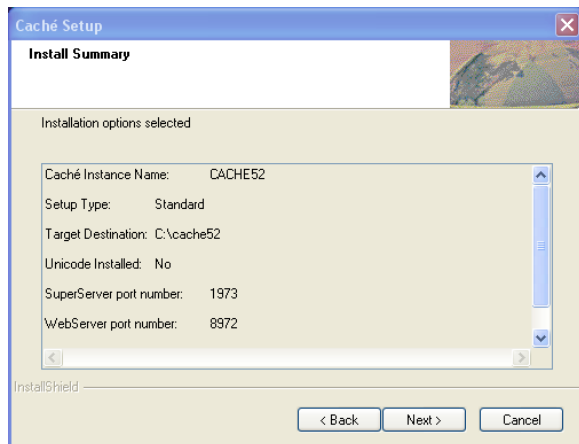 Caché Setup
Install Summary
Installation options selected
Caché Instance Name: CACHE52
Setup Type: Standard
Target Destination: C:\cache52
Unicode Installed: No
SuperServer port number: 1973
WebServer port number: 8972
InstallShield
< Back Next > Cancel